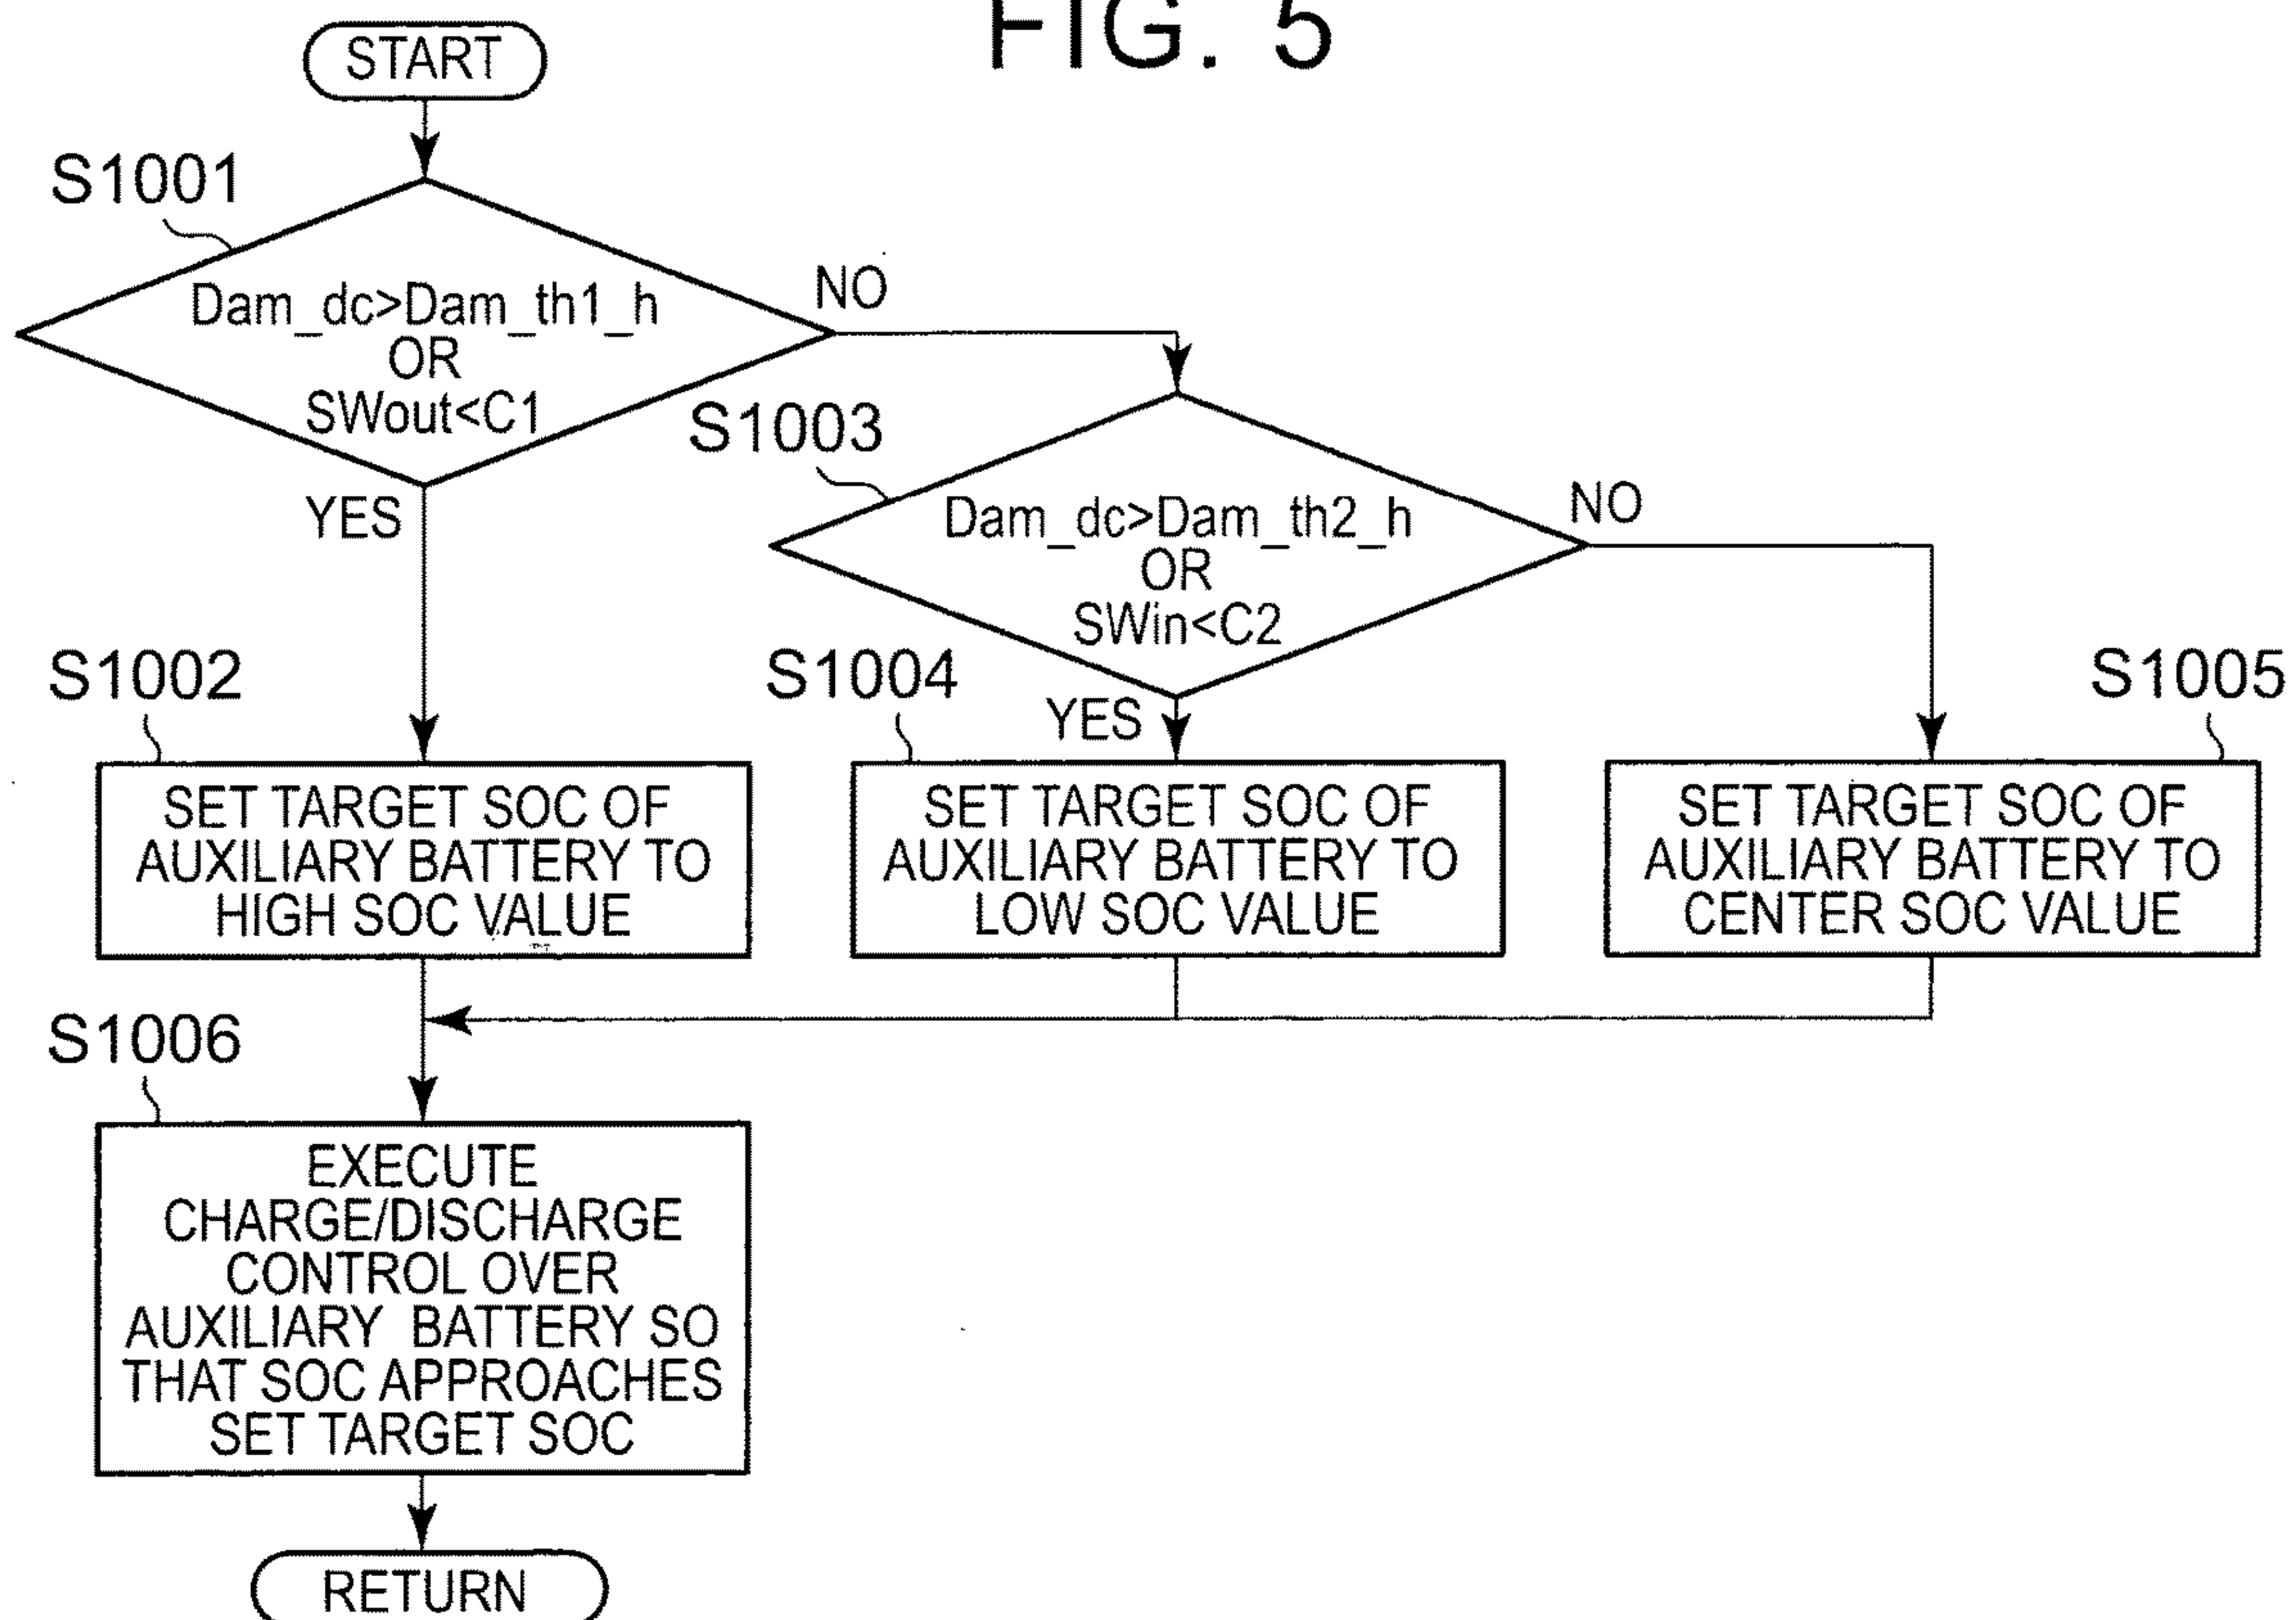 FIG. 5
START
S1001
Dam_dc>Dam_th1_h
OR
SWout<C1
NO
YES
S1003
Dam_dc>Dam_th2_h
OR
SWin<C2
NO
YES
S1002
SET TARGET SOC OF
AUXILIARY BATTERY TO
HIGH SOC VALUE
S1004
SET TARGET SOC OF
AUXILIARY BATTERY TO
LOW SOC VALUE
S1005
SET TARGET SOC OF
AUXILIARY BATTERY TO
CENTER SOC VALUE
S1006
EXECUTE
CHARGE/DISCHARGE
CONTROL OVER
AUXILIARY BATTERY SO
THAT SOC APPROACHES
SET TARGET SOC
RETURN